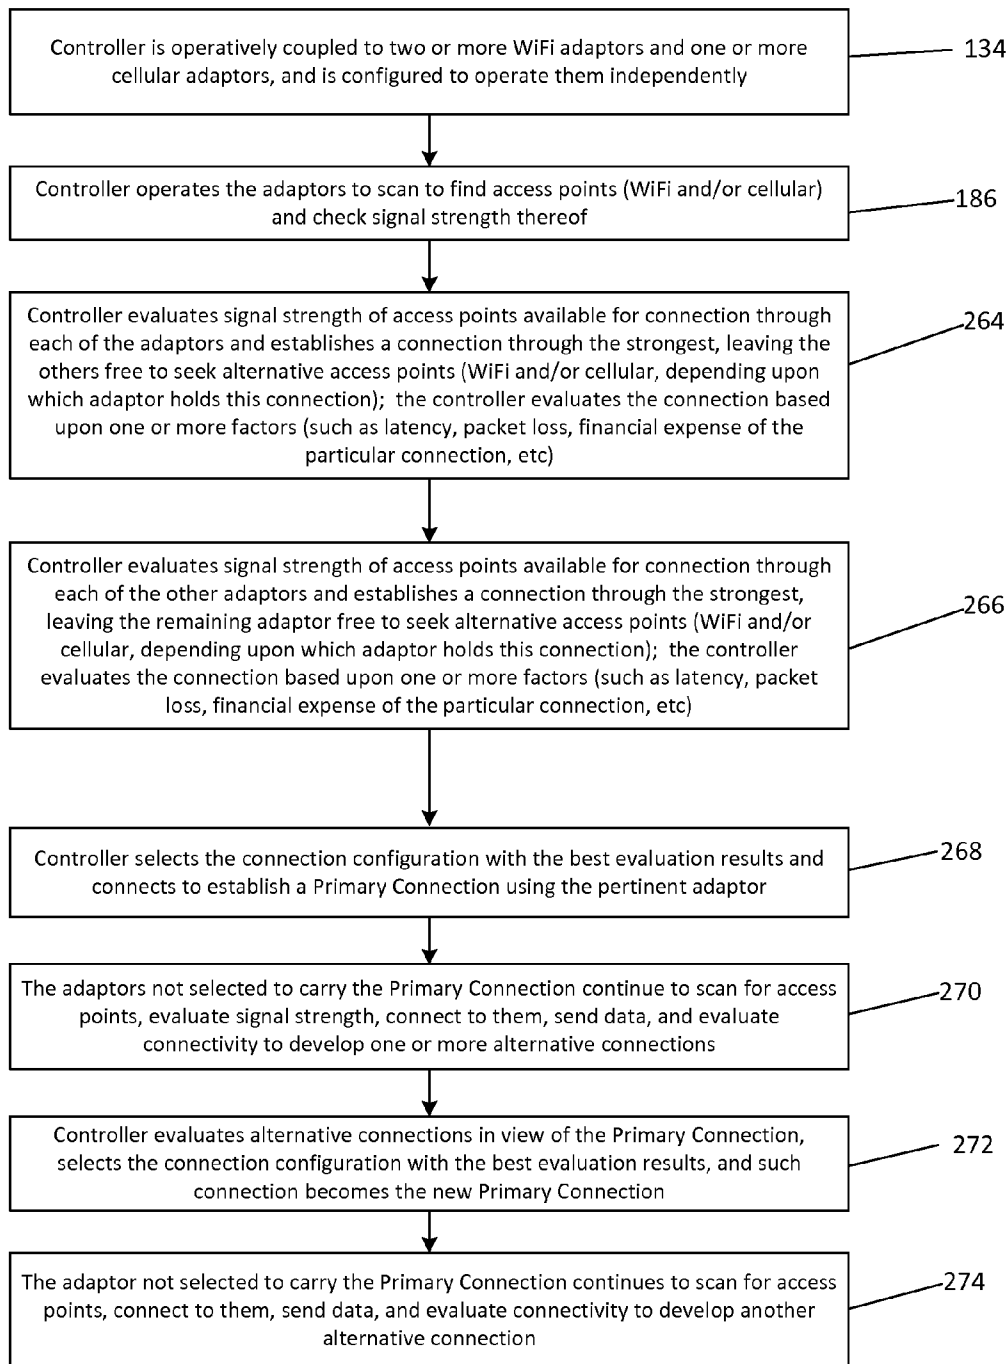 Controller is operatively coupled to two or more WiFi adaptors and one or more
cellular adaptors, and is configured to operate them independently
134
Controller operates the adaptors to scan to find access points (WiFi and/or cellular)
and check signal strength thereof
186
Controller evaluates signal strength of access points available for connection through
each of the adaptors and establishes a connection through the strongest, leaving the
others free to seek alternative access points (WiFi and/or cellular, depending upon
which adaptor holds this connection); the controller evaluates the connection based
upon one or more factors (such as latency, packet loss, financial expense of the
particular connection, etc)
264
Controller evaluates signal strength of access points available for connection through
each of the other adaptors and establishes a connection through the strongest,
leaving the remaining adaptor free to seek alternative access points (WiFi and/or
cellular, depending upon which adaptor holds this connection); the controller
evaluates the connection based upon one or more factors (such as latency, packet
loss, financial expense of the particular connection, etc)
266
Controller selects the connection configuration with the best evaluation results and
connects to establish a Primary Connection using the pertinent adaptor
268
The adaptors not selected to carry the Primary Connection continue to scan for access
points, evaluate signal strength, connect to them, send data, and evaluate
connectivity to develop one or more alternative connections
270
Controller evaluates alternative connections in view of the Primary Connection,
selects the connection configuration with the best evaluation results, and such
connection becomes the new Primary Connection
272
The adaptor not selected to carry the Primary Connection continues to scan for access
points, connect to them, send data, and evaluate connectivity to develop another
alternative connection
274